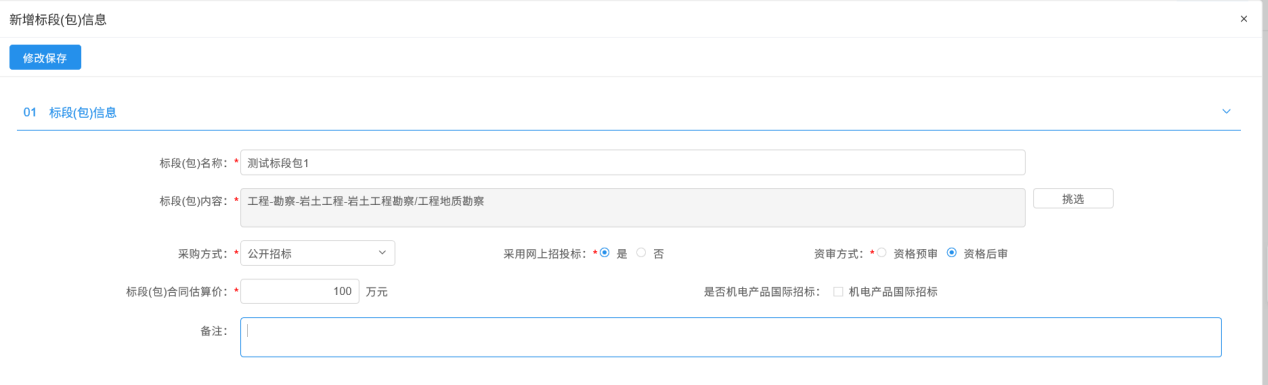 新增标段(包)信息 ×
修改保存
01 标段(包)信息
标段(包)名称: * 测试标段包1
标段(包)内容: * 工程-勘察-岩土工程-岩土工程勘察/工程地质勘察 挑选
采购方式: * 公开招标 采用网上招投标: * 是 否 资审方式: * 资格预审 资格后审
标段(包)合同估算价: * 100 万元 是否机电产品国际招标: 机电产品国际招标
备注: